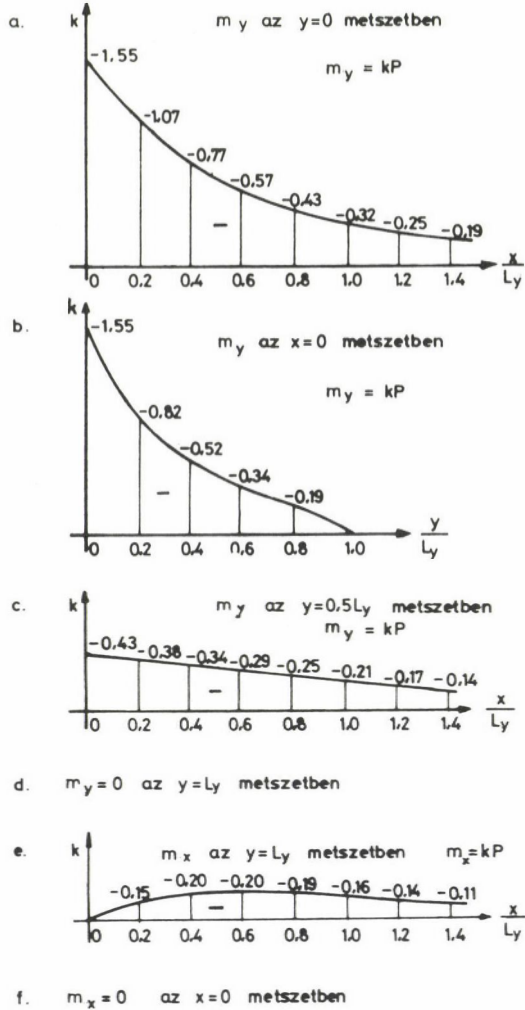 a. k m y az y=0 metszetben
m y = kP
-1.55
-1.07
-0.77
-0.57
-0.43
-0.32
-0.25
-0.19
−
0 0.2 0.4 0.6 0.8 1.0 1.2 1.4 x/Ly
b. k m y az x=0 metszetben
m y = kP
-1.55
-0.82
-0.52
-0.34
-0.19
−
0 0.2 0.4 0.6 0.8 1.0 y/Ly
c. k m y az y=0,5Ly metszetben
m y = kP
-0.43 -0.38 -0.34 -0.29 -0.25 -0.21 -0.17 -0.14
−
0 0.2 0.4 0.6 0.8 1.0 1.2 1.4 x/Ly
d. m y = 0 az y = Ly metszetben
e. k m x az y=Ly metszetben m x = kP
-0.15 -0.20 -0.20 -0.19 -0.16 -0.14 -0.11
−
0 0.2 0.4 0.6 0.8 1.0 1.2 1.4 x/Ly
f. m x = 0 az x=0 metszetben